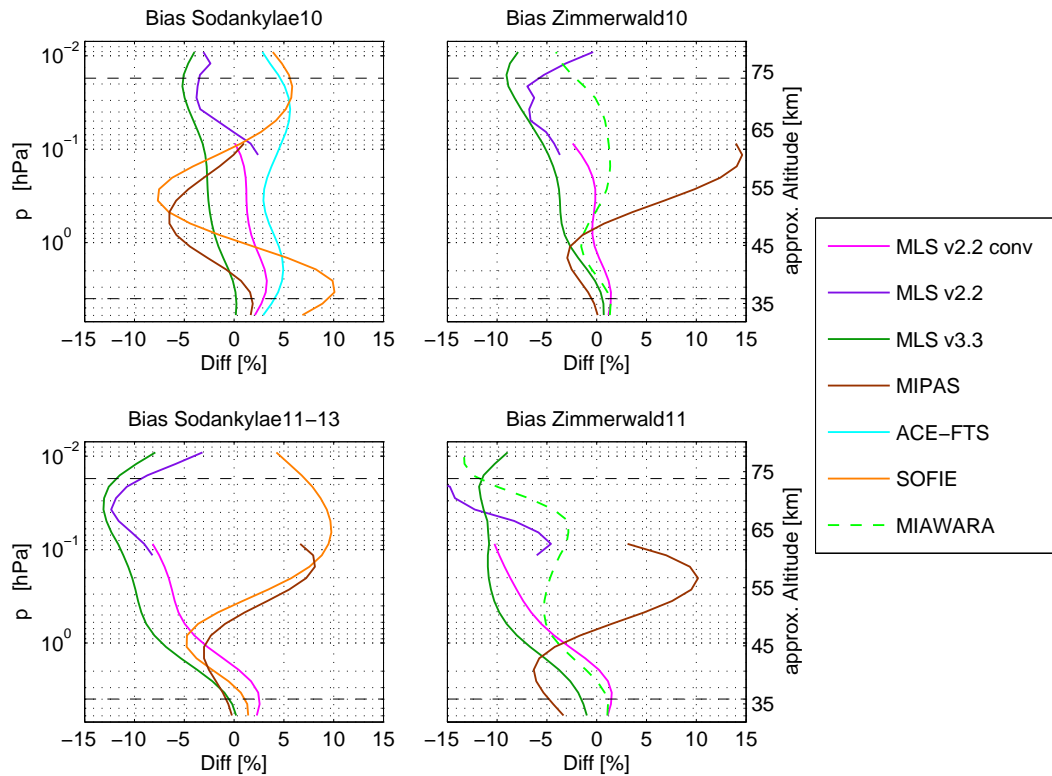 Bias Sodankylae10
10−2
10−1
100
p [hPa]
−15 −10 −5 0 5 10 15
Diff [%]
Bias Zimmerwald10
75
65
55
45
35
approx. Altitude [km]
−15 −10 −5 0 5 10 15
Diff [%]
Bias Sodankylae11−13
10−2
10−1
100
p [hPa]
−15 −10 −5 0 5 10 15
Diff [%]
Bias Zimmerwald11
75
65
55
45
35
approx. Altitude [km]
−15 −10 −5 0 5 10 15
Diff [%]
MLS v2.2 conv
MLS v2.2
MLS v3.3
MIPAS
ACE−FTS
SOFIE
MIAWARA